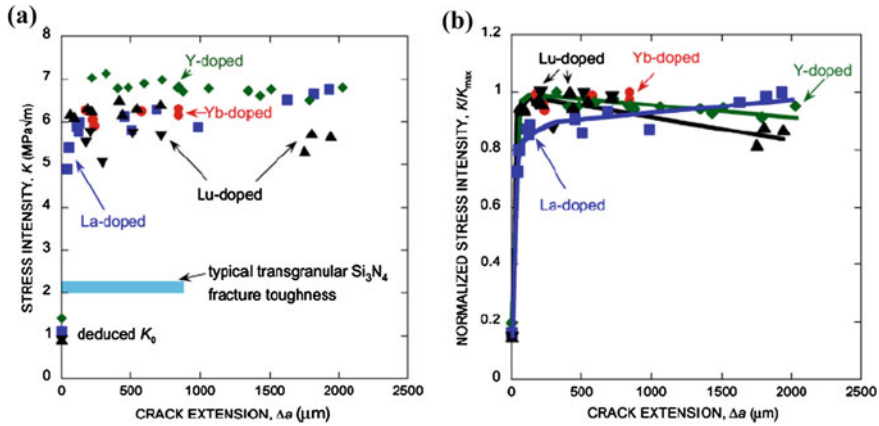 (a)
STRESS INTENSITY, K (MPa√m)
8
7
6
5
4
3
2
1
0
Y-doped
Yb-doped
Lu-doped
La-doped
typical transgranular Si₃N₄
fracture toughness
deduced K₀
0 500 1000 1500 2000 2500
CRACK EXTENSION, Δa (μm)
(b)
NORMALIZED STRESS INTENSITY, K/Kmax
1.2
1
0.8
0.6
0.4
0.2
0
Lu-doped
Yb-doped
Y-doped
La-doped
0 500 1000 1500 2000 2500
CRACK EXTENSION, Δa (μm)